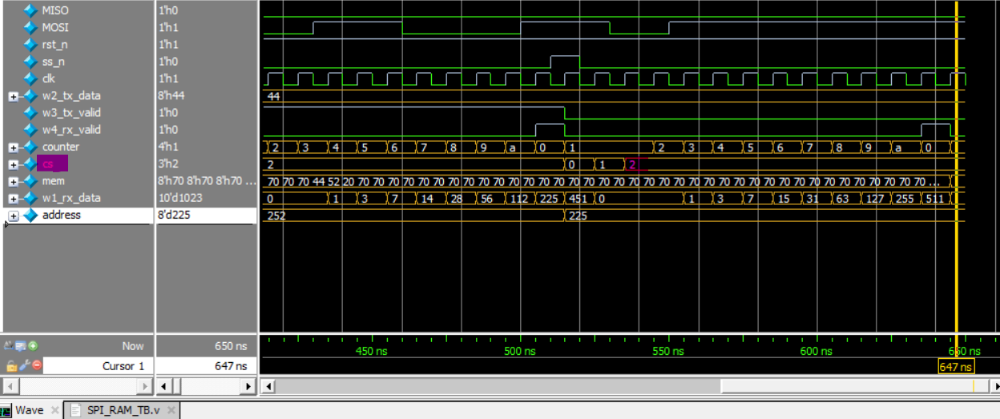 MISO 1'h0
MOSI 1'h1
rst_n 1'h1
ss_n 1'h0
clk 1'h1
w2_tx_data 8'h44 44
w3_tx_valid 1'h0
w4_rx_valid 1'h0
counter 4'h1 2 3 4 5 6 7 8 9 a 0 1 2 3 4 5 6 7 8 9 a 0
cs 3'h2 2 0 1 2
mem 8'h70 8'h70 8'h70 ... 70 70 70 44 52 20 70 70 70 70 70 70 70 70 70 70 70 70 70 70 70 70 70 70 70 70 70 70 70 70 70 70 70 70 70 70 70 70 70 70 70 70 70 70 ...
w1_rx_data 10'd1023 0 1 3 7 14 28 56 112 225 451 0 1 3 7 15 31 63 127 255 511
address 8'd225 252 225
Now 650 ns 450 ns 500 ns 550 ns 600 ns 650 ns
Cursor 1 647 ns 647 ns
Wave SPI_RAM_TB.v